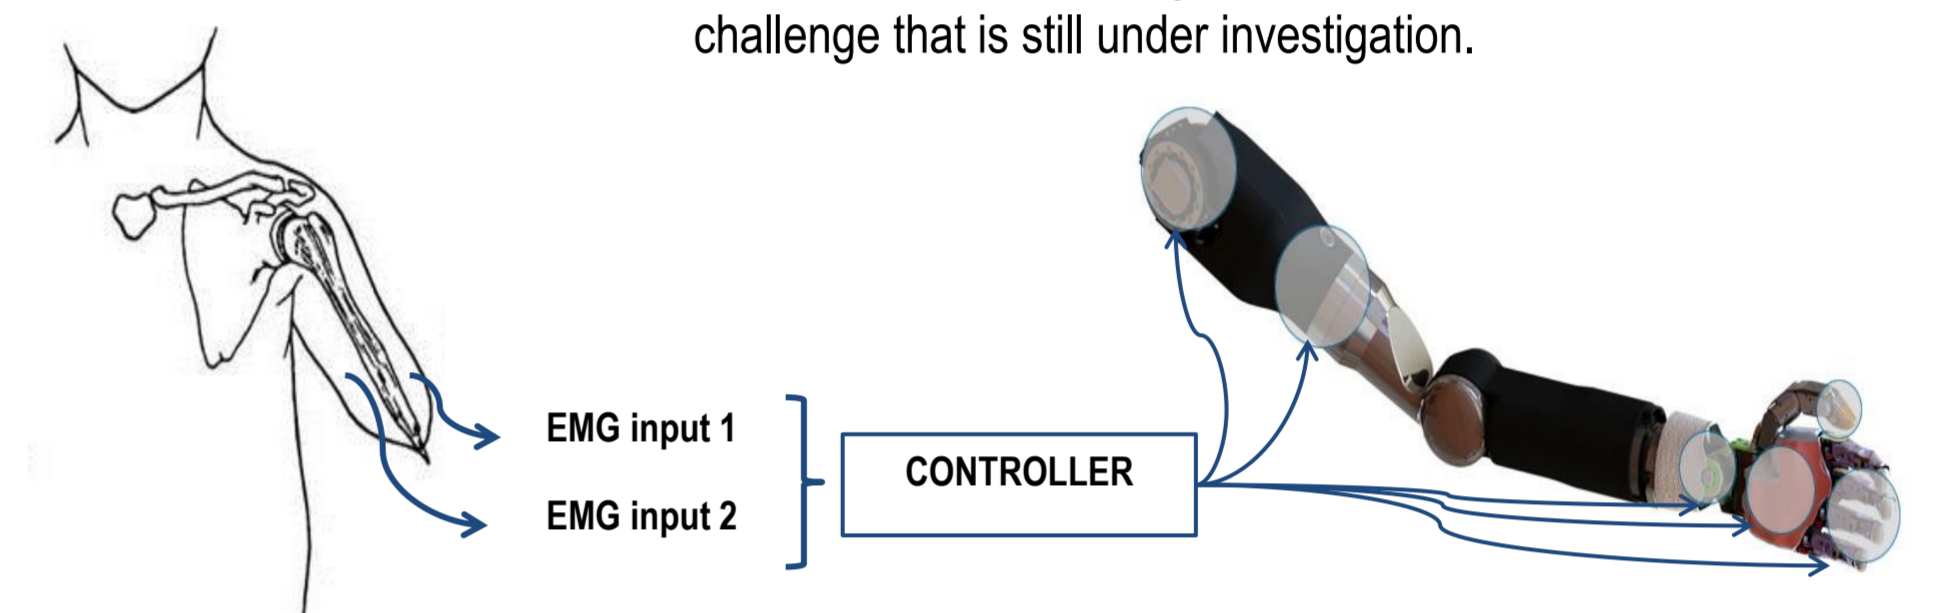 challenge that is still under investigation.
EMG input 1
CONTROLLER
EMG input 2